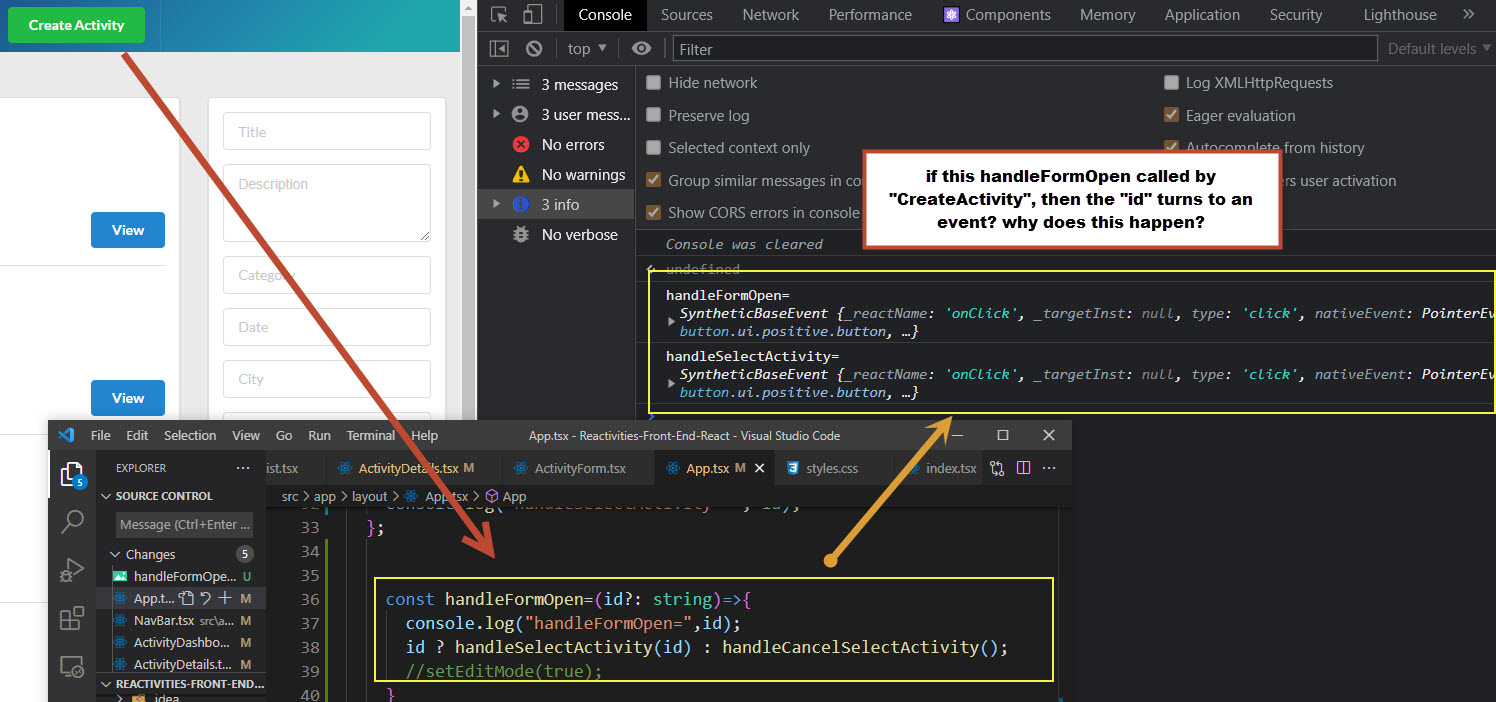 Create Activity
Title
Description
View
Category
Date
View
City
Console Sources Network Performance Components Memory Application Security Lighthouse
top Filter Default levels
3 messages
3 user mess...
No errors
No warnings
3 info
No verbose
Hide network
Preserve log
Selected context only
Group similar messages in co
Show CORS errors in console
Log XMLHttpRequests
Eager evaluation
Autocomplete from history
rs user activation
if this handleFormOpen called by
"CreateActivity", then the "id" turns to an
event? why does this happen?
Console was cleared
undefined
handleFormOpen=
SyntheticBaseEvent {_reactName: 'onClick', _targetInst: null, type: 'click', nativeEvent: PointerEv
button.ui.positive.button, …}
handleSelectActivity=
SyntheticBaseEvent {_reactName: 'onClick', _targetInst: null, type: 'click', nativeEvent: PointerEv
button.ui.positive.button, …}
File Edit Selection View Go Run Terminal Help App.tsx - Reactivities-Front-End-React - Visual Studio Code
EXPLORER ···
ist.tsx ActivityDetails.tsx M ActivityForm.tsx App.tsx M styles.css index.tsx ···
SOURCE CONTROL
src > app > layout > App.tsx > App
Message (Ctrl+Enter ...
Changes 5
handleFormOpe... U
App.t... M
NavBar.tsx src\a... M
ActivityDashbo... M
ActivityDetails.t... M
REACTIVITIES-FRONT-END...
.idea
5
33 };
34
35
36 const handleFormOpen=(id?: string)=>{
37 console.log("handleFormOpen=",id);
38 id ? handleSelectActivity(id) : handleCancelSelectActivity();
39 //setEditMode(true);
40 }